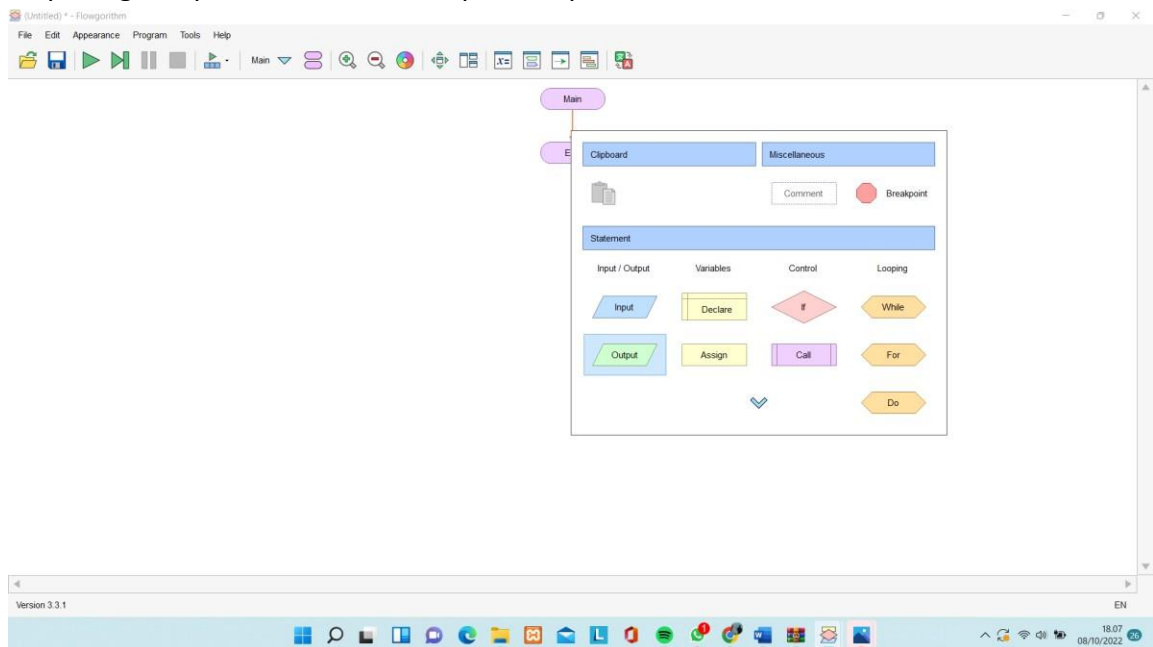 (Untitled) * - Flowgorithm
File Edit Appearance Program Tools Help
Main
X=
Main
E
Clipboard
Miscellaneous
Comment
Breakpoint
Statement
Input / Output
Variables
Control
Looping
Input
Declare
If
While
Output
Assign
Call
For
Do
Version 3.3.1
EN
18.07
08/10/2022
26